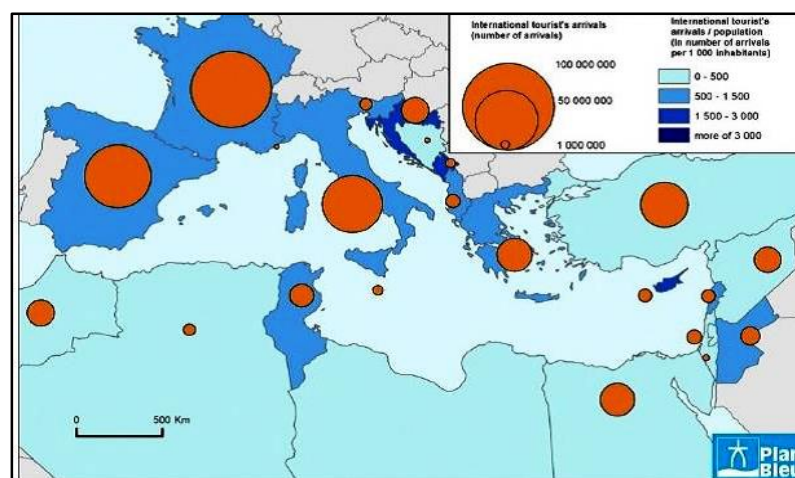 International tourist's arrivals
(number of arrivals)
100 000 000
50 000 000
1 000 000
International tourist's
arrivals / population
(in number of arrivals
per 1 000 inhabitants)
0 - 500
500 - 1 500
1 500 - 3 000
more of 3 000
0 500 Km
Plan
Bleu